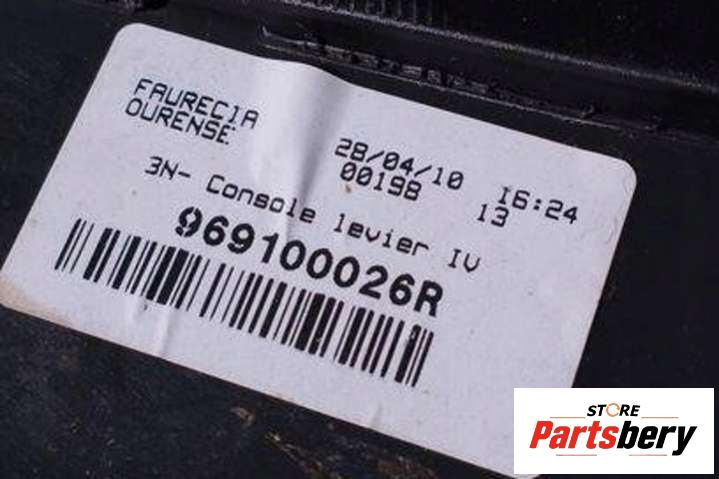 FAURECIA
OURENSE
28/04/10 16:24
00198 13
3N- Console levier IV
969100026R
STORE
Partsbery